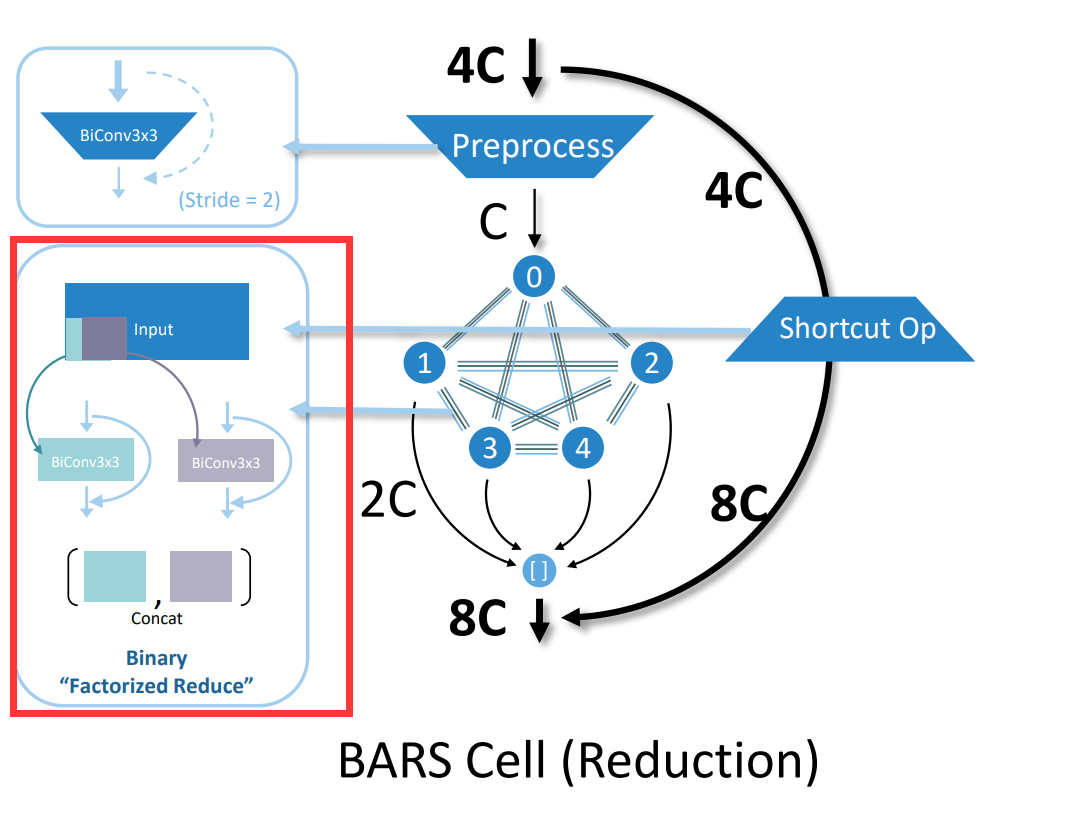 4C
BiConv3x3
Preprocess
(Stride = 2)
4C
C
0
Input
Shortcut Op
1
2
BiConv3x3
BiConv3x3
3
4
2C
8C
[ ]
( , )
Concat
8C
Binary
“Factorized Reduce”
BARS Cell (Reduction)